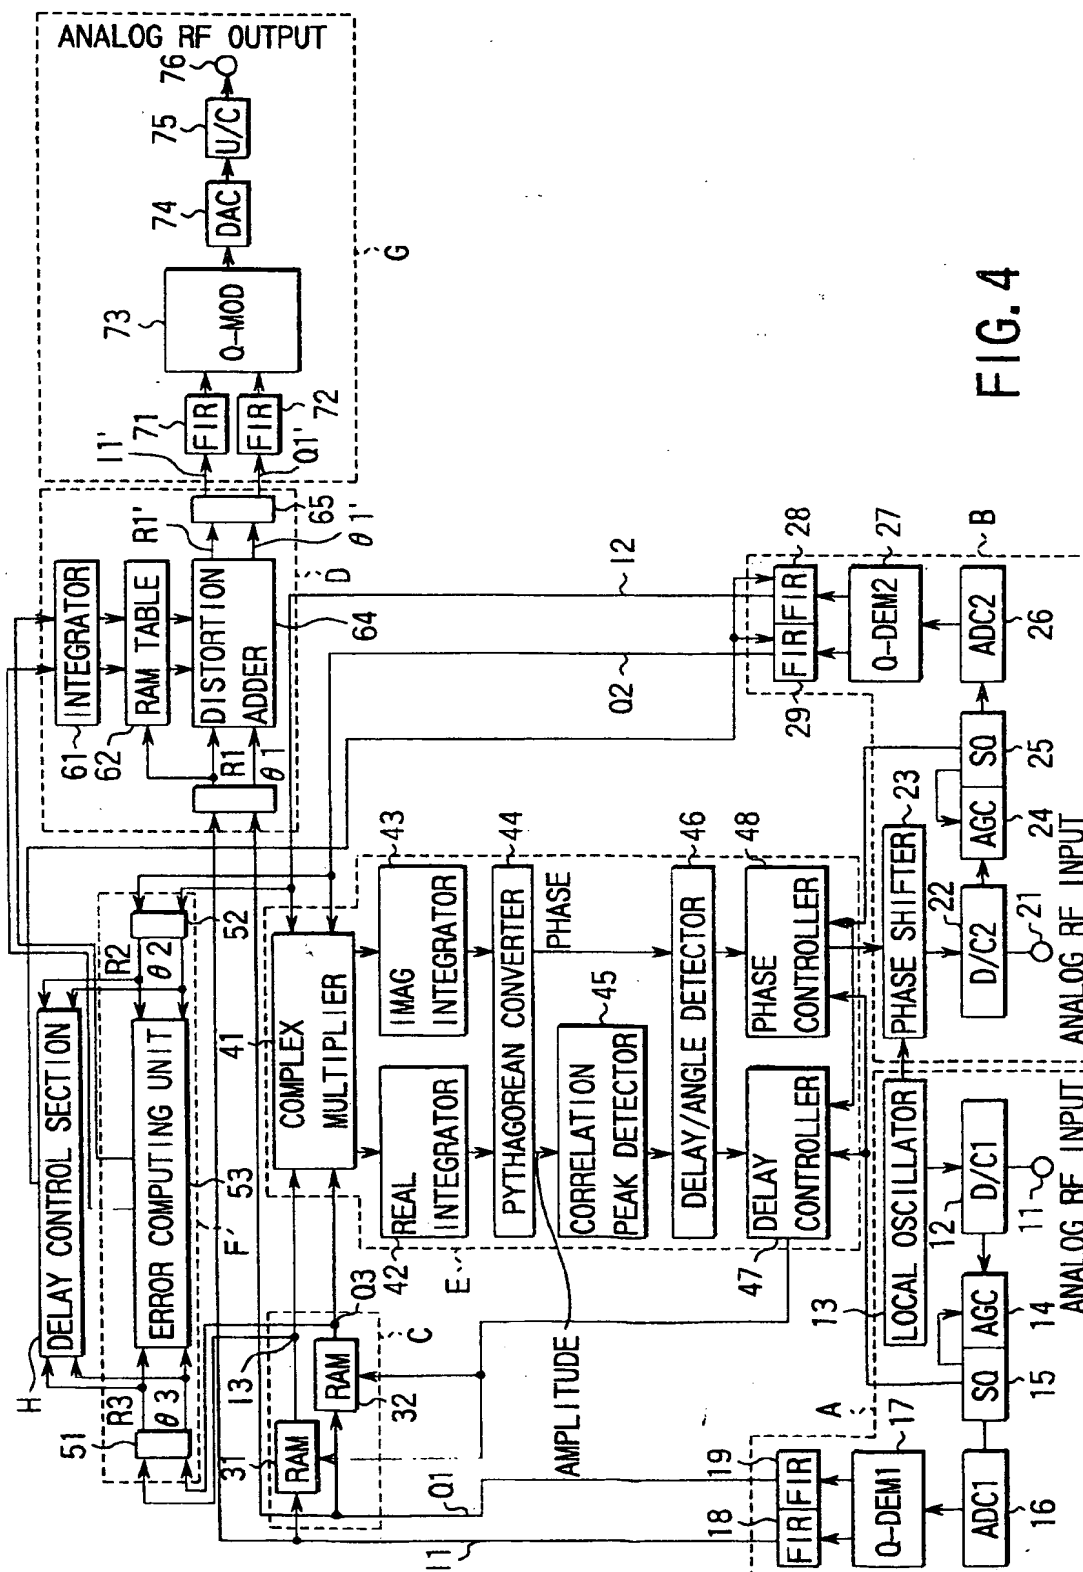 ANALOG RF OUTPUT
76
75
U/C
74
DAC
G
73
Q-MOD
71
FIR
72
FIR
I1'
Q1'
65
R1'
θ1'
D
INTEGRATOR
61
RAM TABLE
62
DISTORTION
ADDER
64
R1
θ1
H
DELAY CONTROL SECTION
R2
θ2
52
ERROR COMPUTING UNIT
53
F
R3
θ3
51
41
COMPLEX
MULTIPLIER
42
REAL
INTEGRATOR
43
IMAG
INTEGRATOR
44
PYTHAGOREAN CONVERTER
PHASE
45
CORRELATION
PEAK DETECTOR
46
DELAY/ANGLE DETECTOR
47
DELAY
CONTROLLER
48
PHASE
CONTROLLER
E
AMPLITUDE
I3
Q3
C
31
RAM
32
RAM
I1
Q1
I2
Q2
A
18
FIR
19
FIR
17
Q-DEM1
16
ADC1
15
SQ
14
AGC
13
LOCAL OSCILLATOR
12
D/C1
11
ANALOG RF INPUT
B
28
FIR
29
FIR
27
Q-DEM2
26
ADC2
25
SQ
24
AGC
23
PHASE SHIFTER
22
D/C2
21
ANALOG RF INPUT
FIG. 4